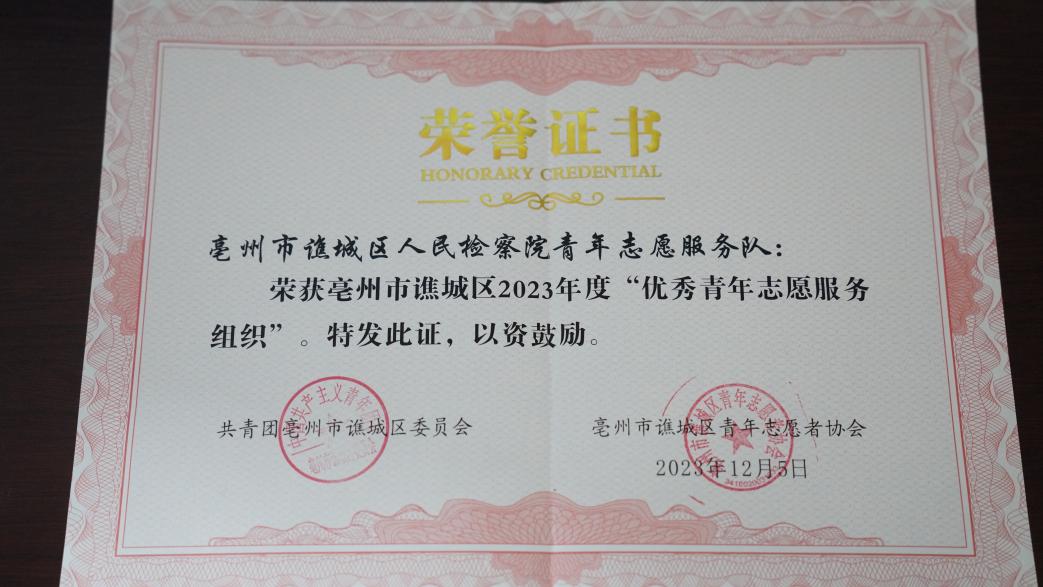 荣誉证书
HONORARY CREDENTIAL
亳州市谯城区人民检察院青年志愿服务队：
荣获亳州市谯城区2023年度“优秀青年志愿服务
组织”。特发此证，以资鼓励。
共青团亳州市谯城区委员会
亳州市谯城区青年志愿者协会
2023年12月5日